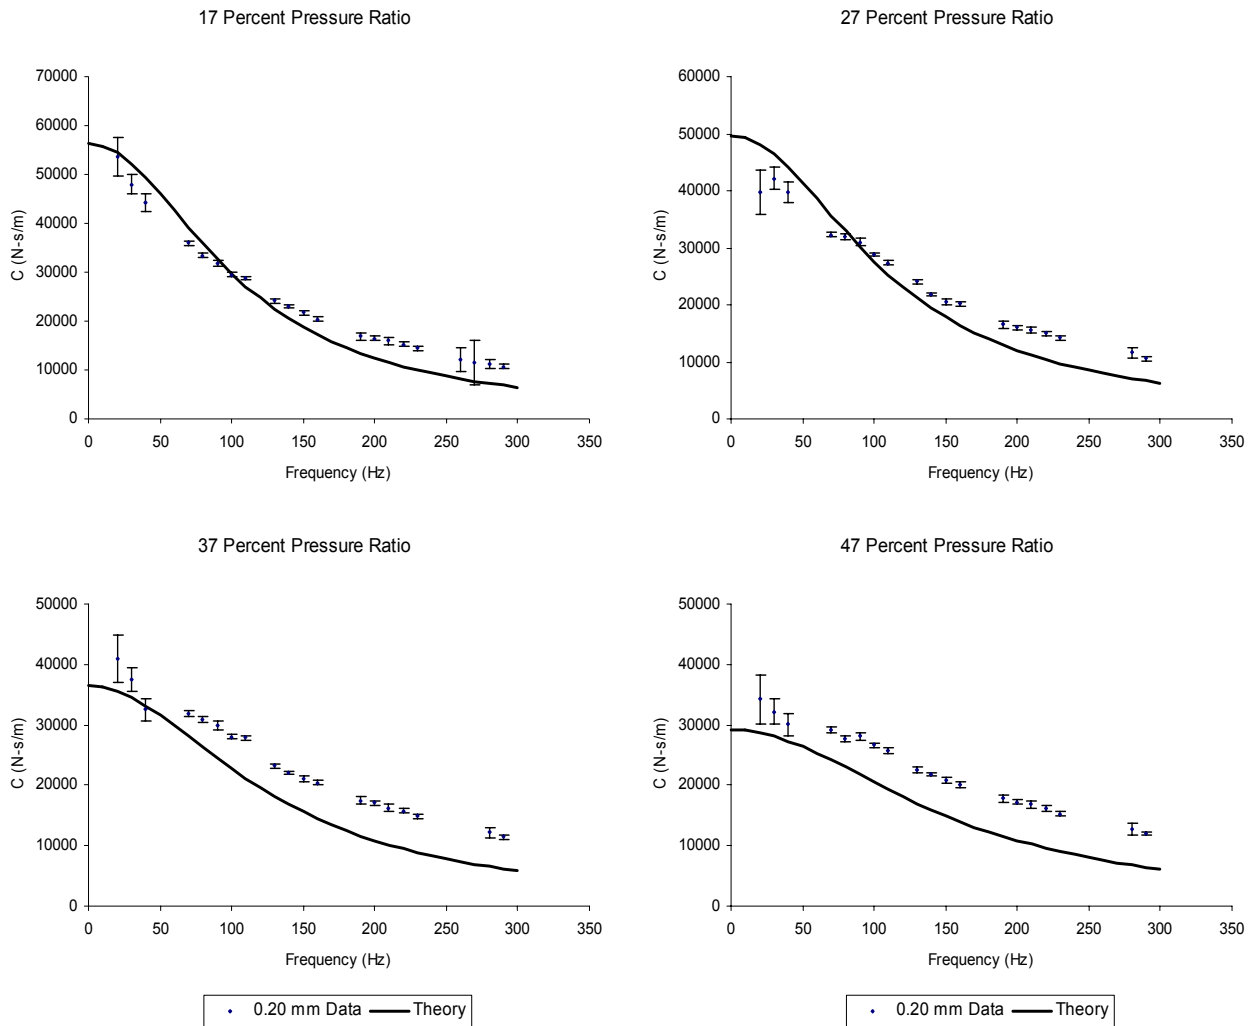 17 Percent Pressure Ratio
70000
60000
50000
40000
30000
20000
10000
0
C (N-s/m)
0 50 100 150 200 250 300 350
Frequency (Hz)
27 Percent Pressure Ratio
60000
50000
40000
30000
20000
10000
0
C (N-s/m)
0 50 100 150 200 250 300 350
Frequency (Hz)
37 Percent Pressure Ratio
50000
40000
30000
20000
10000
0
C (N-s/m)
0 50 100 150 200 250 300 350
Frequency (Hz)
0.20 mm Data Theory
47 Percent Pressure Ratio
50000
40000
30000
20000
10000
0
C (N-s/m)
0 50 100 150 200 250 300 350
Frequency (Hz)
0.20 mm Data Theory